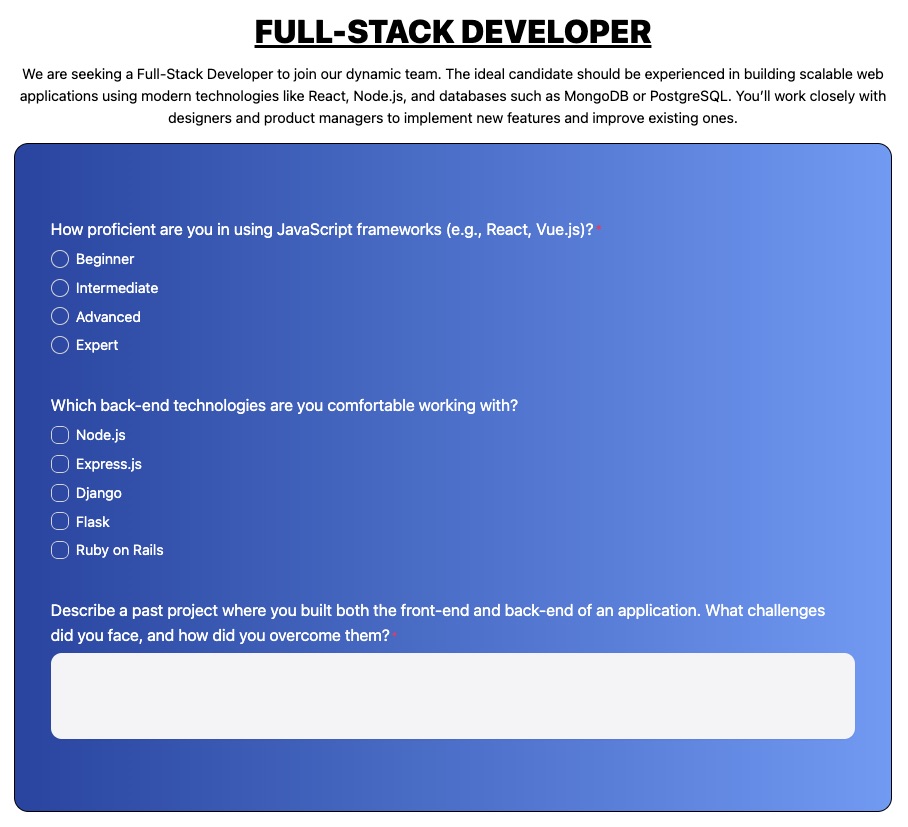 FULL-STACK DEVELOPER
We are seeking a Full-Stack Developer to join our dynamic team. The ideal candidate should be experienced in building scalable web
applications using modern technologies like React, Node.js, and databases such as MongoDB or PostgreSQL. You’ll work closely with
designers and product managers to implement new features and improve existing ones.
How proficient are you in using JavaScript frameworks (e.g., React, Vue.js)? *
Beginner
Intermediate
Advanced
Expert
Which back-end technologies are you comfortable working with?
Node.js
Express.js
Django
Flask
Ruby on Rails
Describe a past project where you built both the front-end and back-end of an application. What challenges
did you face, and how did you overcome them? *